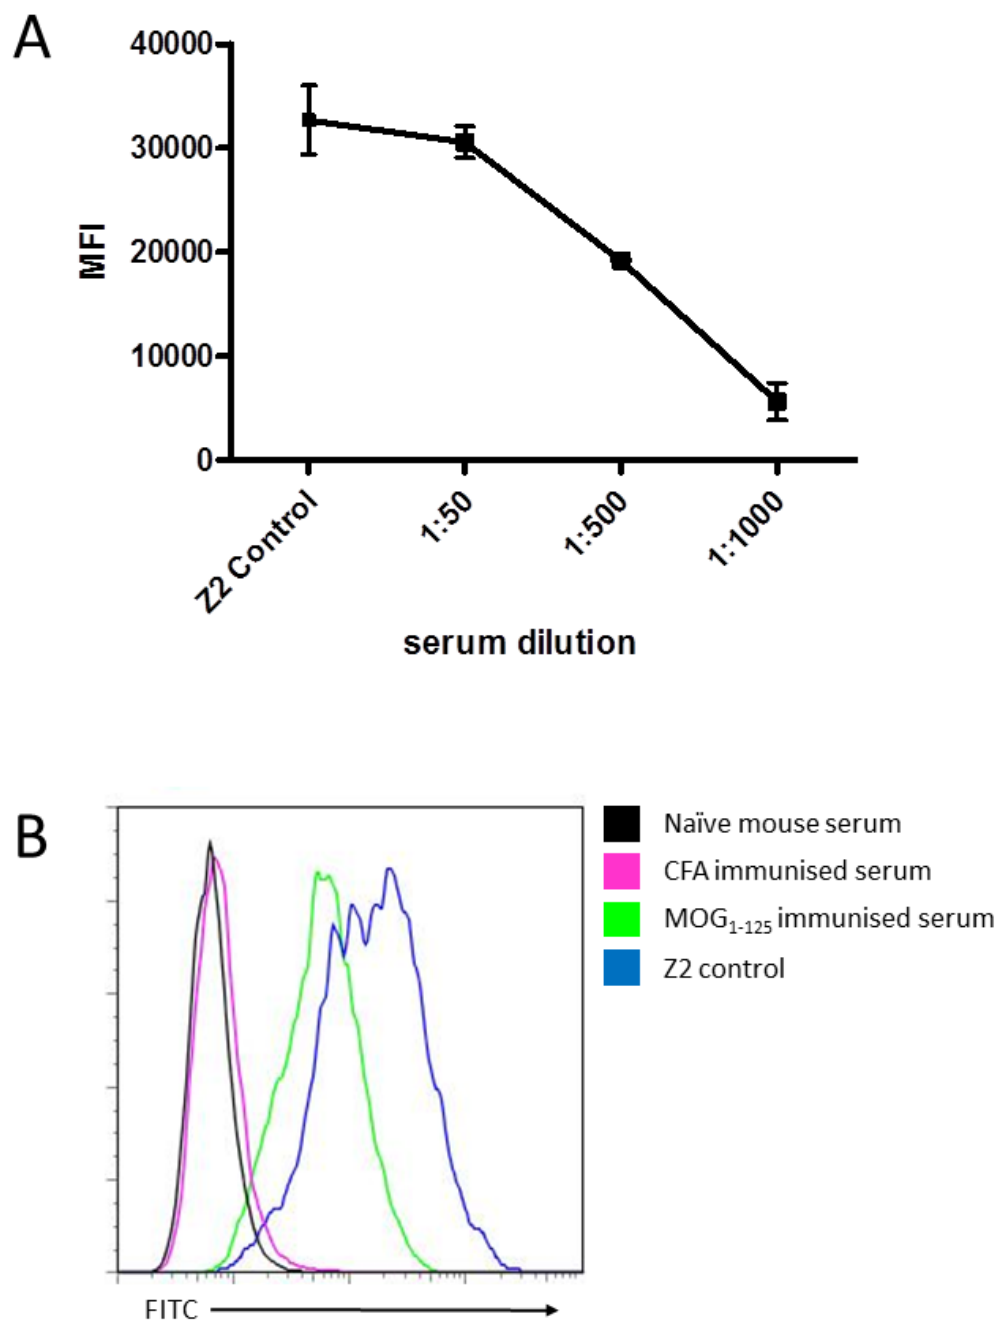 A
40000
30000
20000
10000
0
MFI
Z2 Control
1:50
1:500
1:1000
serum dilution
B
Naïve mouse serum
CFA immunised serum
MOG1-125 immunised serum
Z2 control
FITC